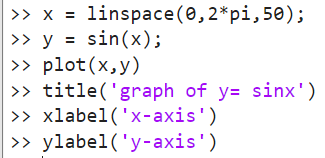 >> x = linspace(0,2*pi,50);
>> y = sin(x);
>> plot(x,y)
>> title('graph of y= sinx')
>> xlabel('x-axis')
>> ylabel('y-axis')